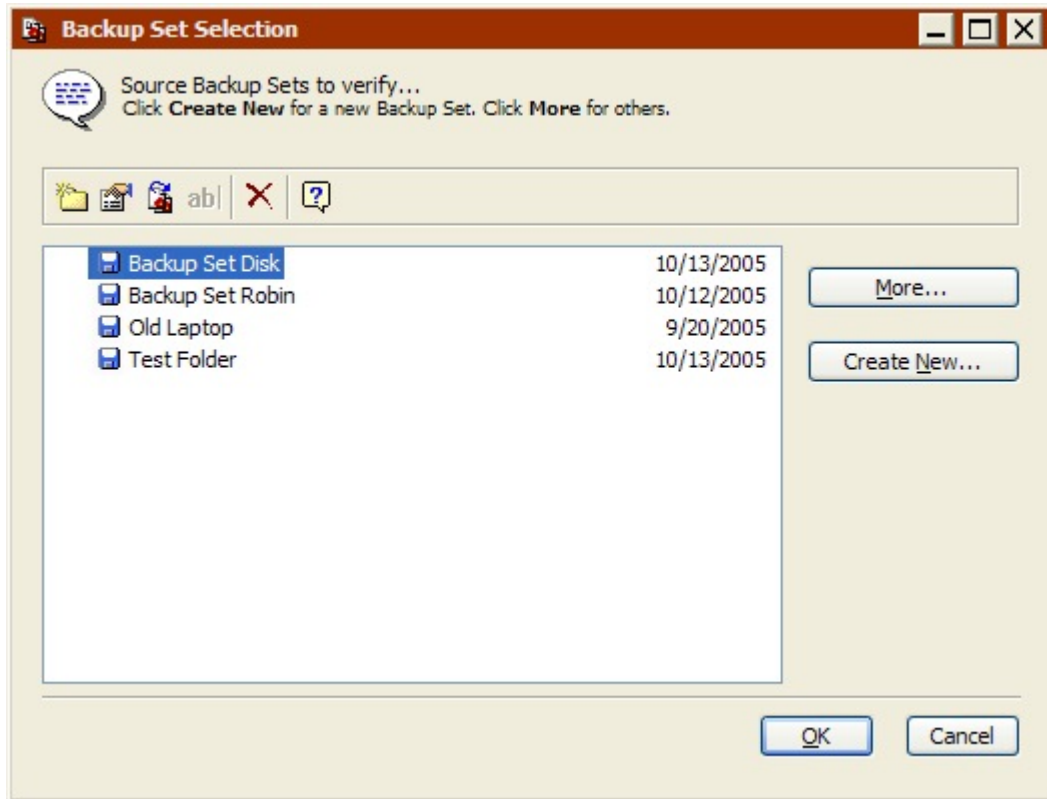 Backup Set Selection
Source Backup Sets to verify...
Click Create New for a new Backup Set. Click More for others.
ab|
Backup Set Disk 10/13/2005
Backup Set Robin 10/12/2005
Old Laptop 9/20/2005
Test Folder 10/13/2005
More...
Create New...
OK
Cancel